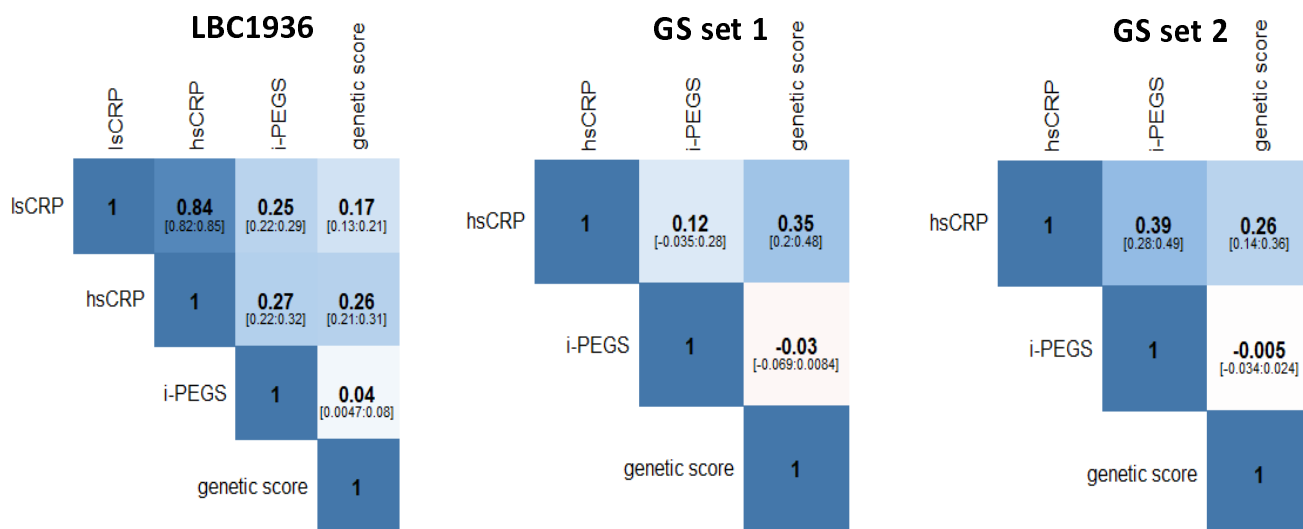 LBC1936
lsCRP
hsCRP
i-PEGS
genetic score
lsCRP
1
0.84
[0.82:0.85]
0.25
[0.22:0.29]
0.17
[0.13:0.21]
hsCRP
1
0.27
[0.22:0.32]
0.26
[0.21:0.31]
i-PEGS
1
0.04
[0.0047:0.08]
genetic score
1
GS set 1
hsCRP
i-PEGS
genetic score
hsCRP
1
0.12
[-0.035:0.28]
0.35
[0.2:0.48]
i-PEGS
1
-0.03
[-0.069:0.0084]
genetic score
1
GS set 2
hsCRP
i-PEGS
genetic score
hsCRP
1
0.39
[0.28:0.49]
0.26
[0.14:0.36]
i-PEGS
1
-0.005
[-0.034:0.024]
genetic score
1